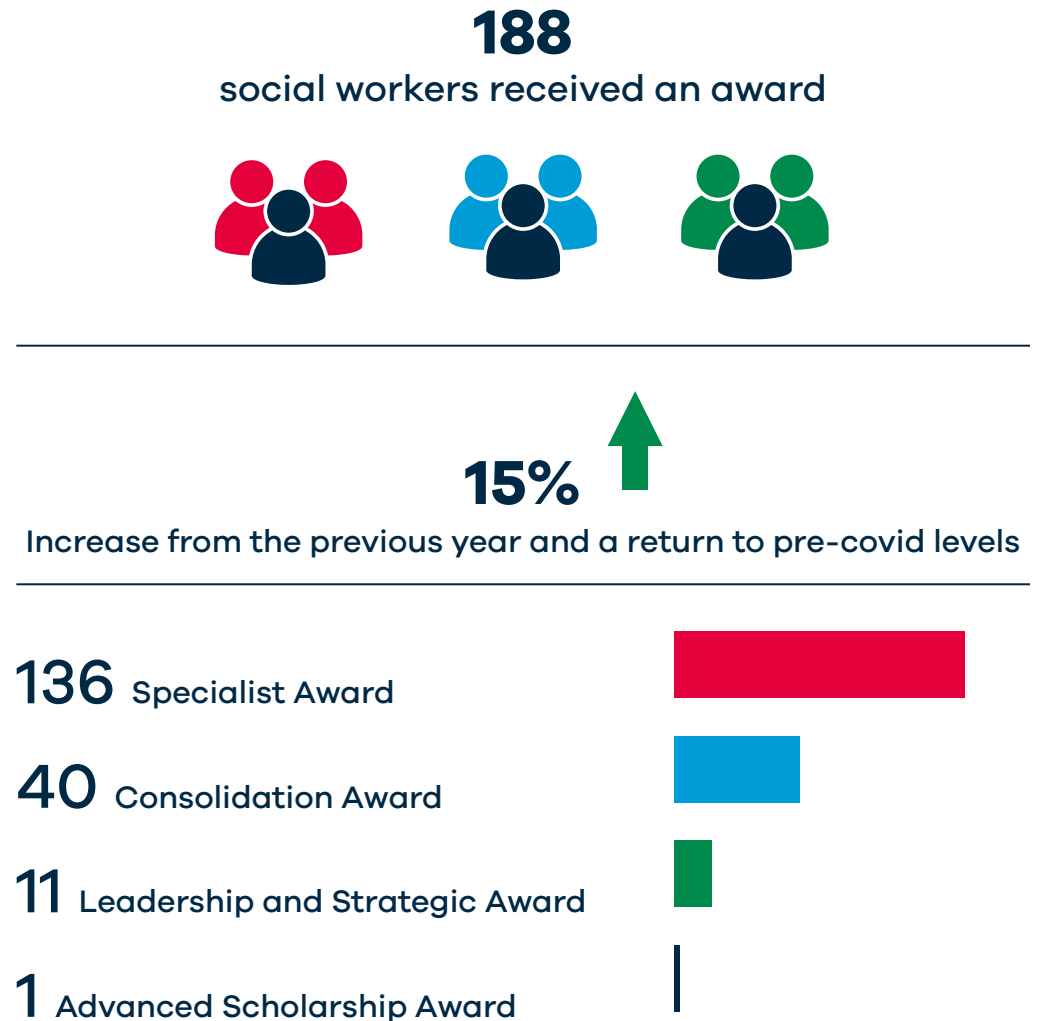 188
social workers received an award
15%
Increase from the previous year and a return to pre-covid levels
136 Specialist Award
40 Consolidation Award
11 Leadership and Strategic Award
1 Advanced Scholarship Award